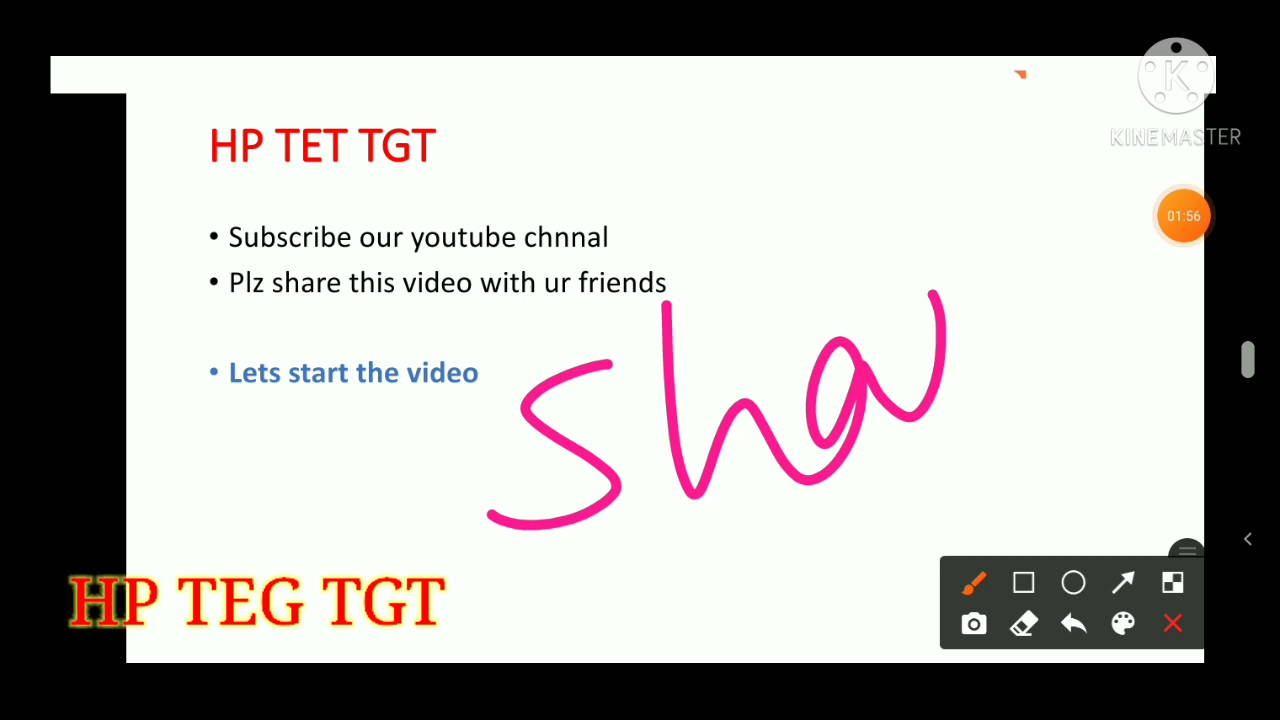 KINEMASTER
HP TET TGT
01:56
• Subscribe our youtube chnnal
• Plz share this video with ur friends
• Lets start the video
sha
HP TEG TGT